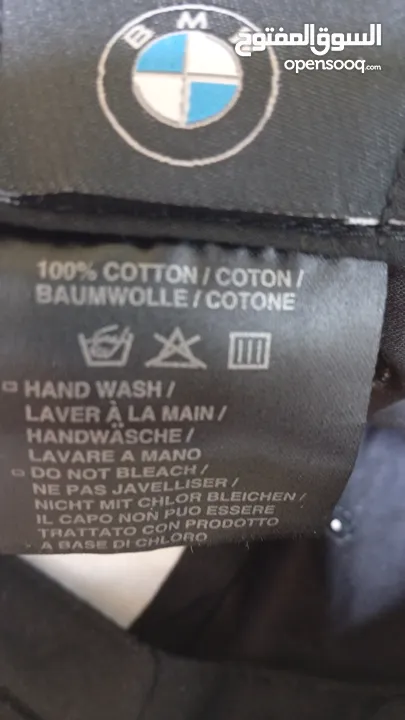 BMW
السوق المفتوح
opensooq.com
100% COTTON / COTON /
BAUMWOLLE / COTONE
HAND WASH /
LAVER À LA MAIN /
HANDWÄSCHE /
LAVARE A MANO
DO NOT BLEACH /
NE PAS JAVELLISER /
NICHT MIT CHLOR BLEICHEN /
IL CAPO NON PUO ESSERE
TRATTATO CON PRODOTTO
A BASE DI CLORO